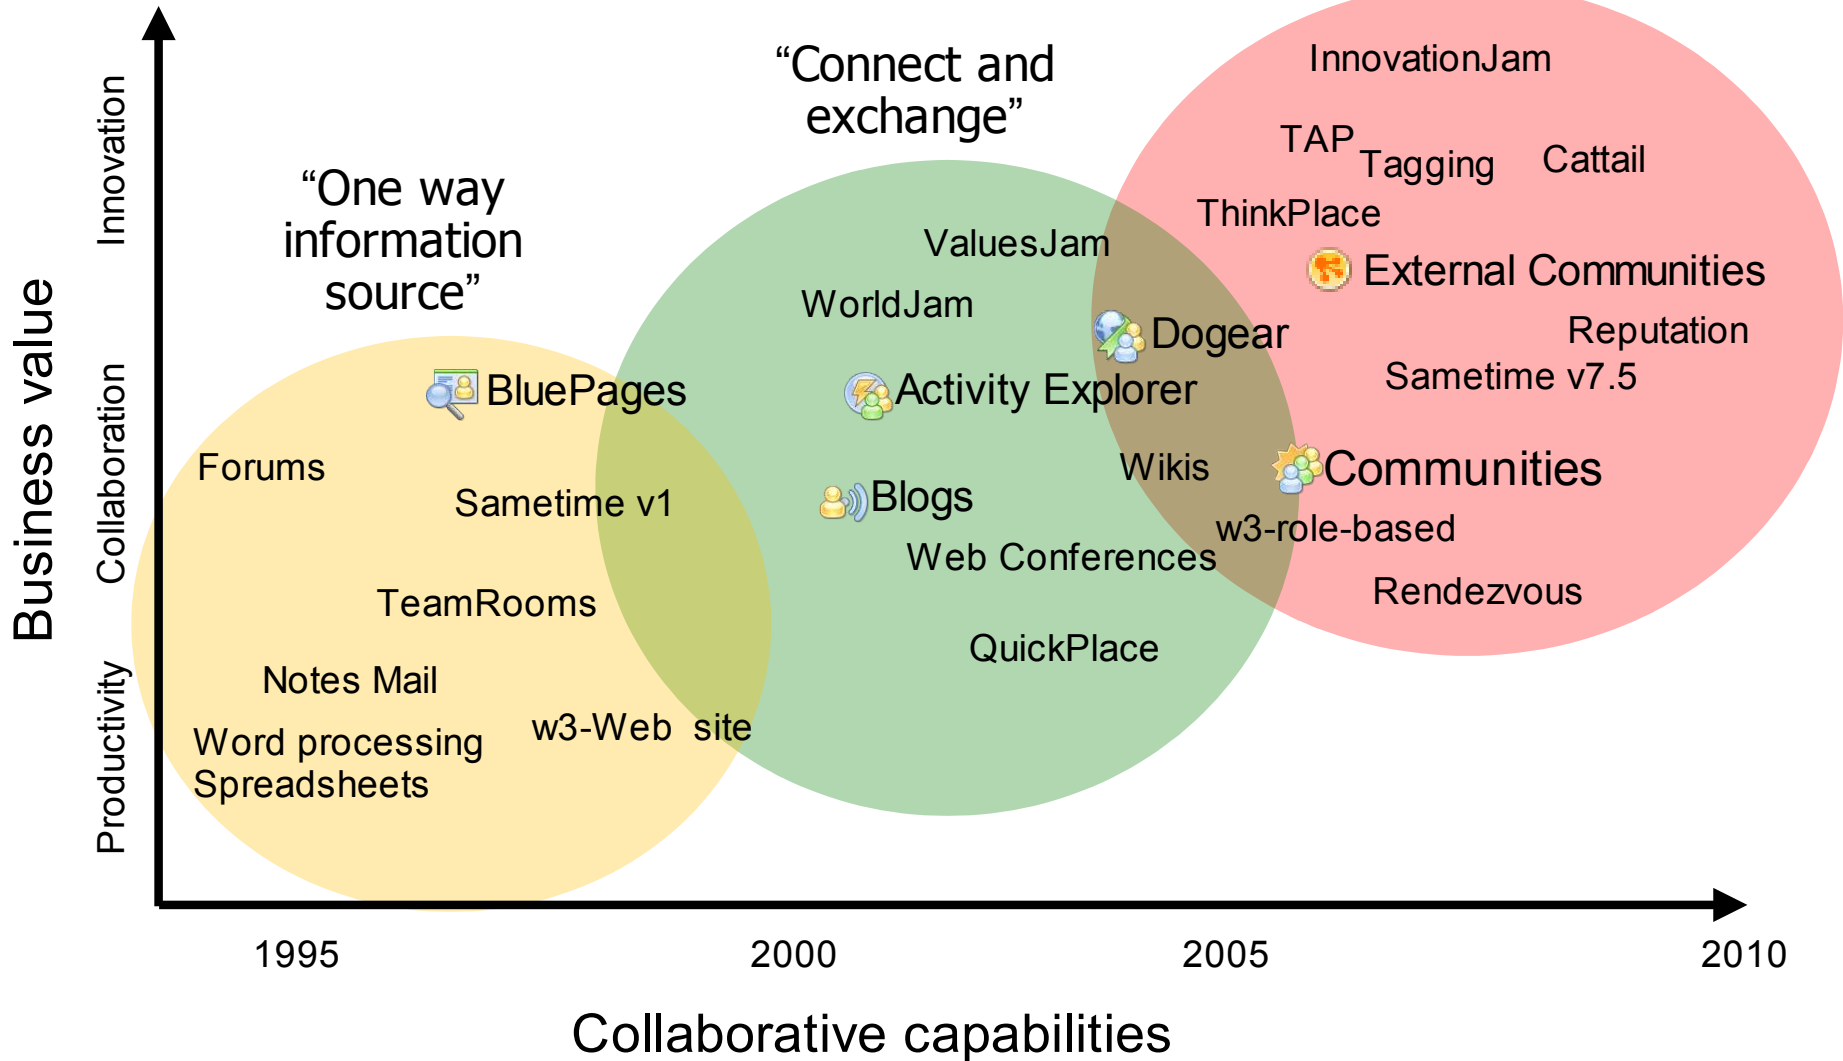 “Connect and
exchange”
“One way
information
source”
InnovationJam
TAP
Tagging
Cattail
ThinkPlace
External Communities
Reputation
Sametime v7.5
Communities
w3-role-based
Rendezvous
ValuesJam
WorldJam
Dogear
Activity Explorer
Wikis
Blogs
Web Conferences
QuickPlace
BluePages
Forums
Sametime v1
TeamRooms
Notes Mail
w3-Web site
Word processing
Spreadsheets
Business value
Innovation
Collaboration
Productivity
1995
2000
2005
2010
Collaborative capabilities